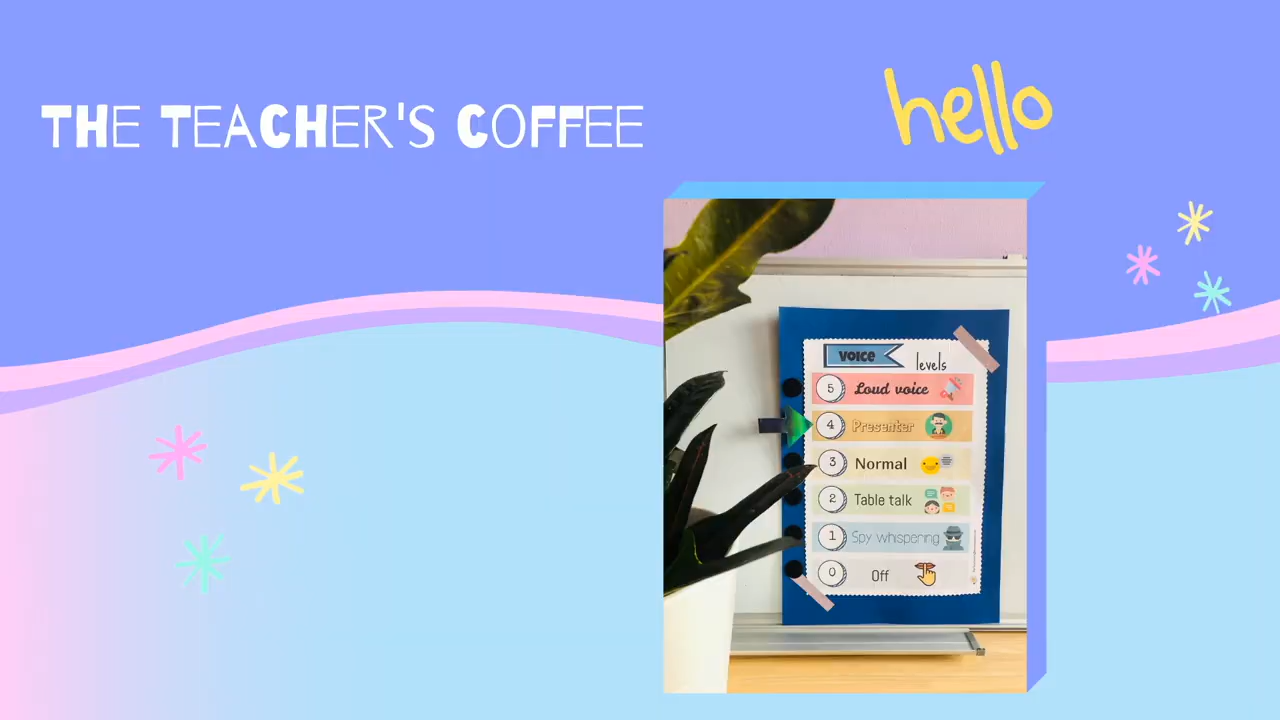 THE TEACHER'S COFFEE
hello
VOICE levels
5 Loud voice
4 Presenter
3 Normal
2 Table talk
1 Spy whispering
0 Off